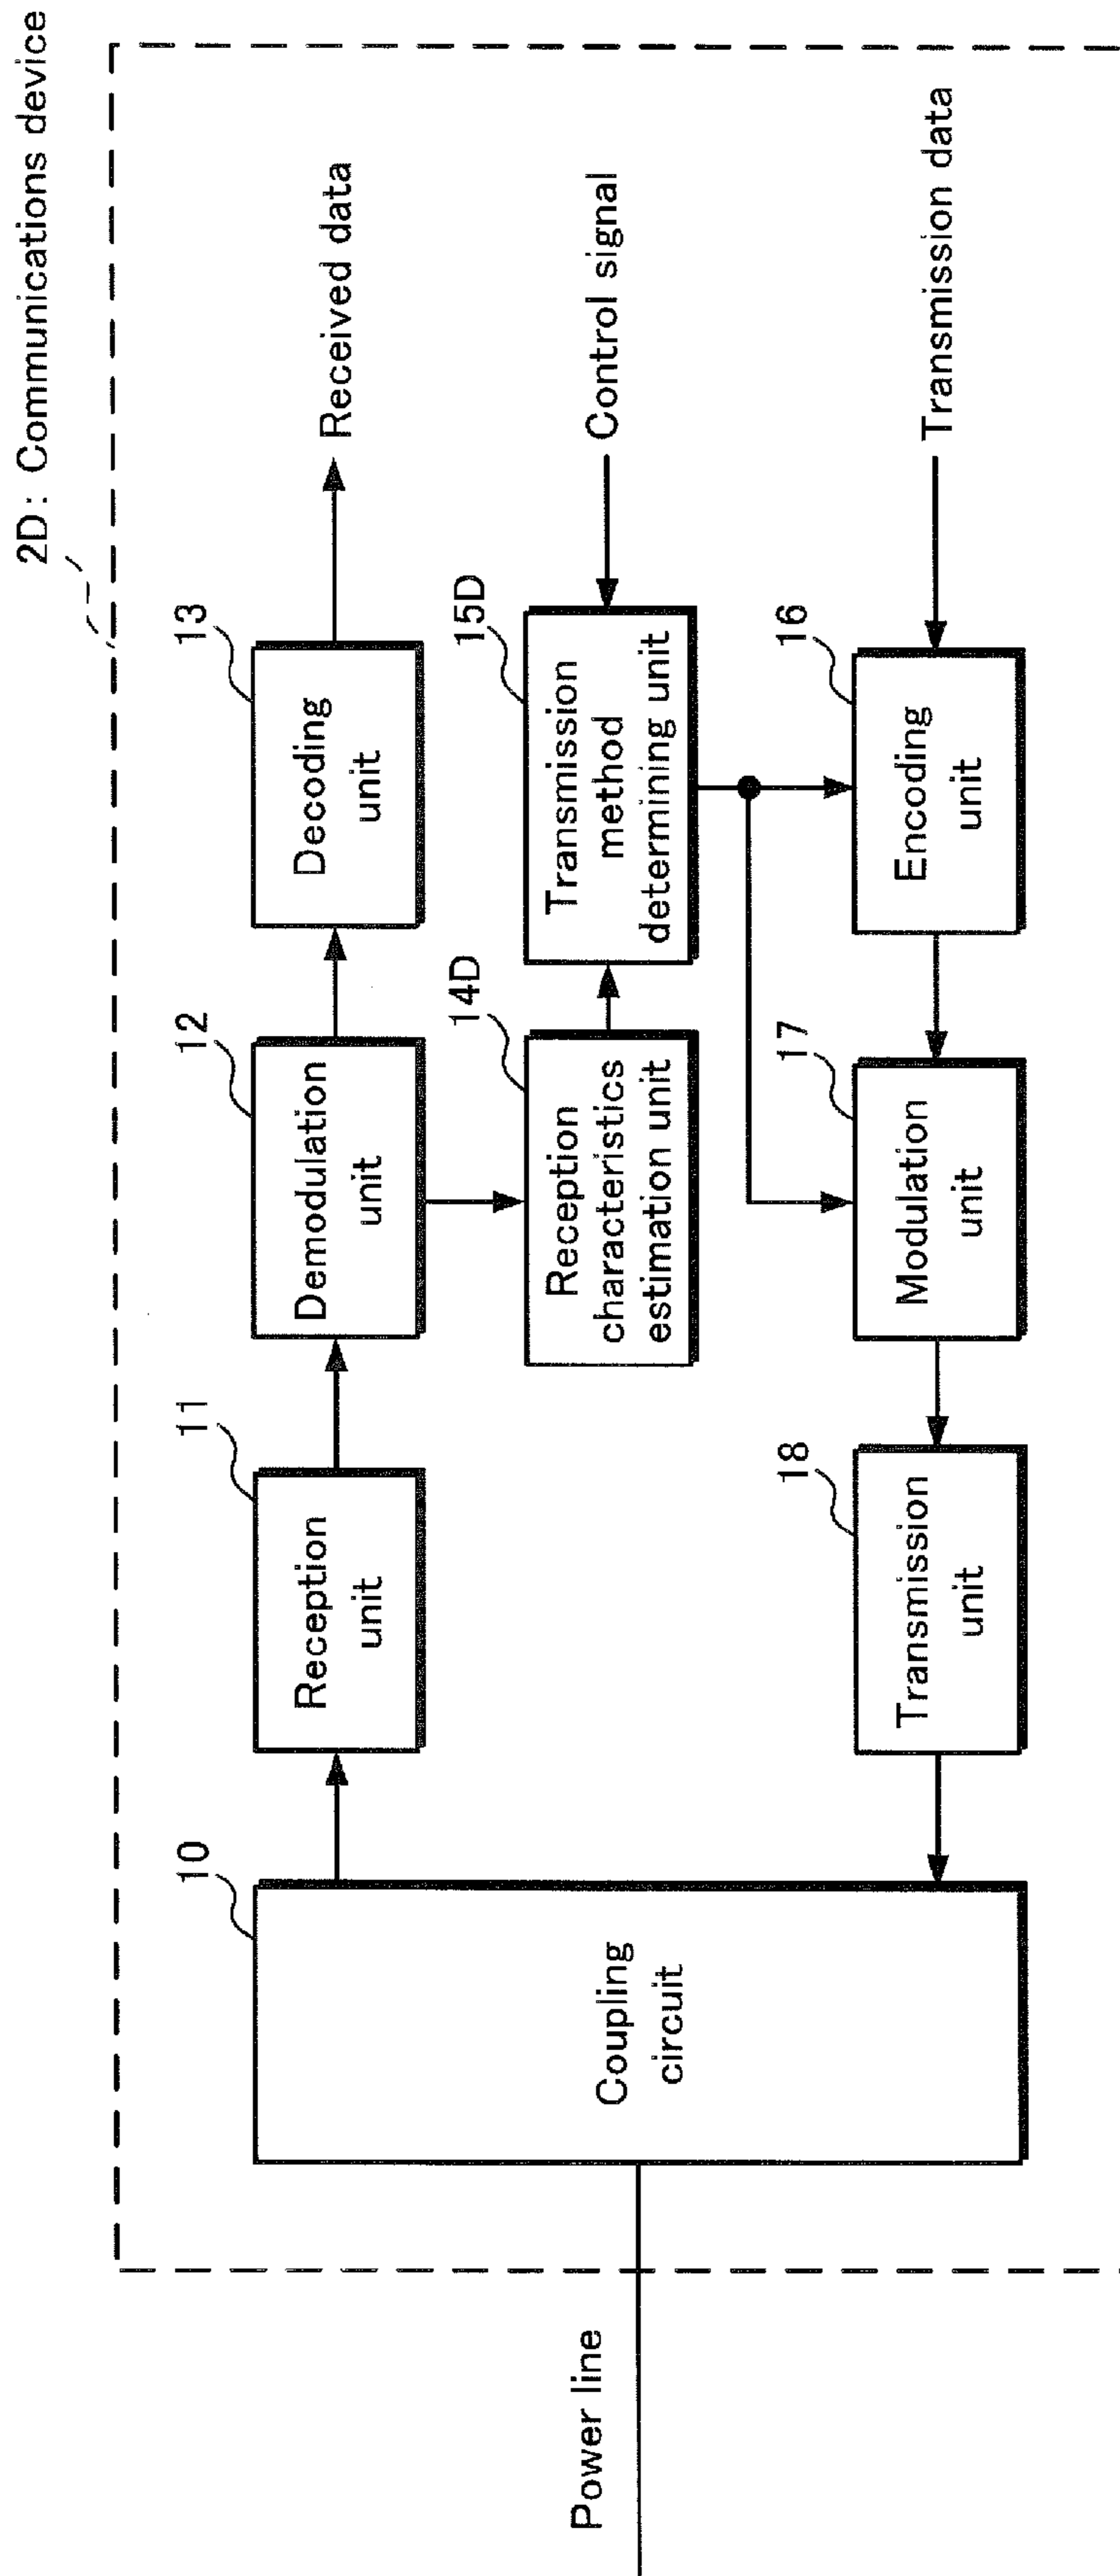 2D: Communications device
10
11
12
13
Coupling
circuit
Reception
unit
Demodulation
unit
Decoding
unit
Received data
Power line
14D
15D
Reception
characteristics
estimation unit
Transmission
method
determining unit
Control signal
18
17
16
Transmission
unit
Modulation
unit
Encoding
unit
Transmission data